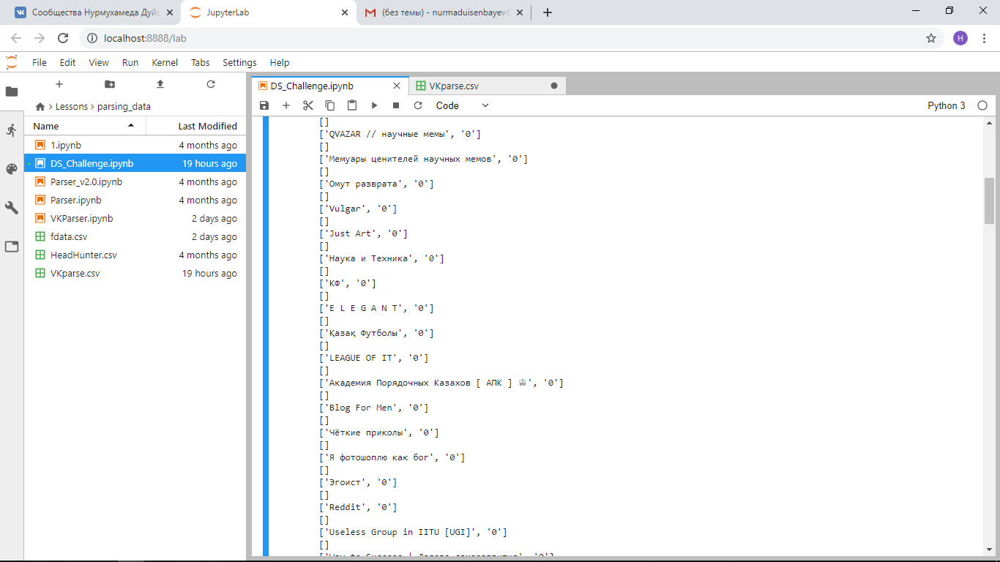 Сообщества Нурмухамеда Дуйс
JupyterLab
(без темы) - nurmaduisenbayev@
localhost:8888/lab
H
File Edit View Run Kernel Tabs Settings Help
DS_Challenge.ipynb
VKparse.csv
Code
Python 3
> Lessons > parsing_data
Name Last Modified
1.ipynb 4 months ago
DS_Challenge.ipynb 19 hours ago
Parser_v2.0.ipynb 4 months ago
Parser.ipynb 4 months ago
VKParser.ipynb 2 days ago
fdata.csv 2 days ago
HeadHunter.csv 4 months ago
VKparse.csv 19 hours ago
[]
['QVAZAR // научные мемы', '0']
[]
['Мемуары ценителей научных мемов', '0']
[]
['Омут разврата', '0']
[]
['Vulgar', '0']
[]
['Just Art', '0']
[]
['Наука и Техника', '0']
[]
['КФ', '0']
[]
['E L E G A N T', '0']
[]
['Қазақ Футболы', '0']
[]
['LEAGUE OF IT', '0']
[]
['Академия Порядочных Казахов [ АПК ] ', '0']
[]
['Blog For Men', '0']
[]
['Чёткие приколы', '0']
[]
['Я фотошоплю как бог', '0']
[]
['Эгоист', '0']
[]
['Reddit', '0']
[]
['Useless Group in IITU [UGI]', '0']
[]